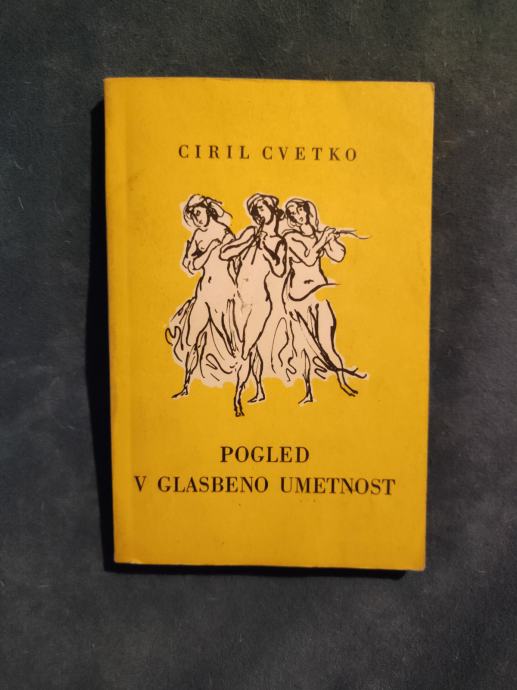 CIRIL CVETKO
POGLED
V GLASBENO UMETNOST